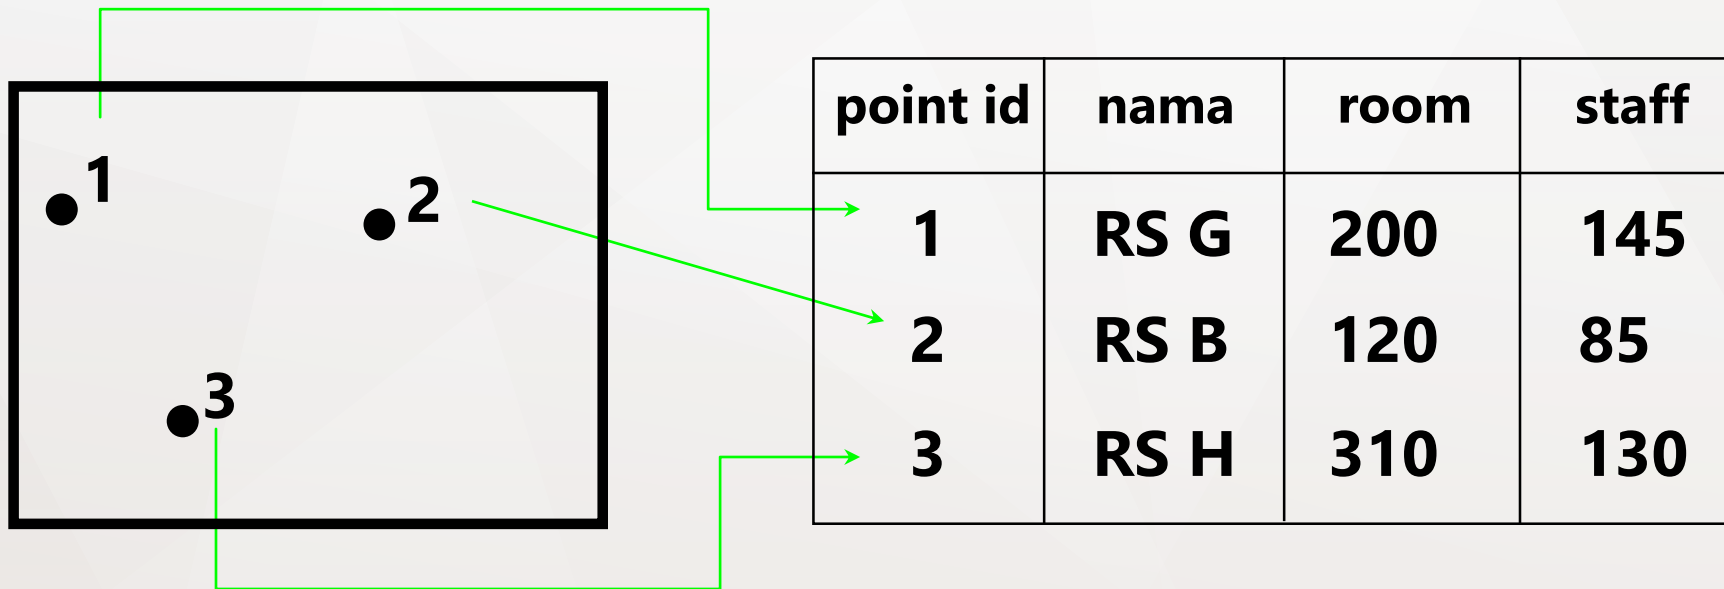 1
2
3
point id nama room staff
1 RS G 200 145
2 RS B 120 85
3 RS H 310 130